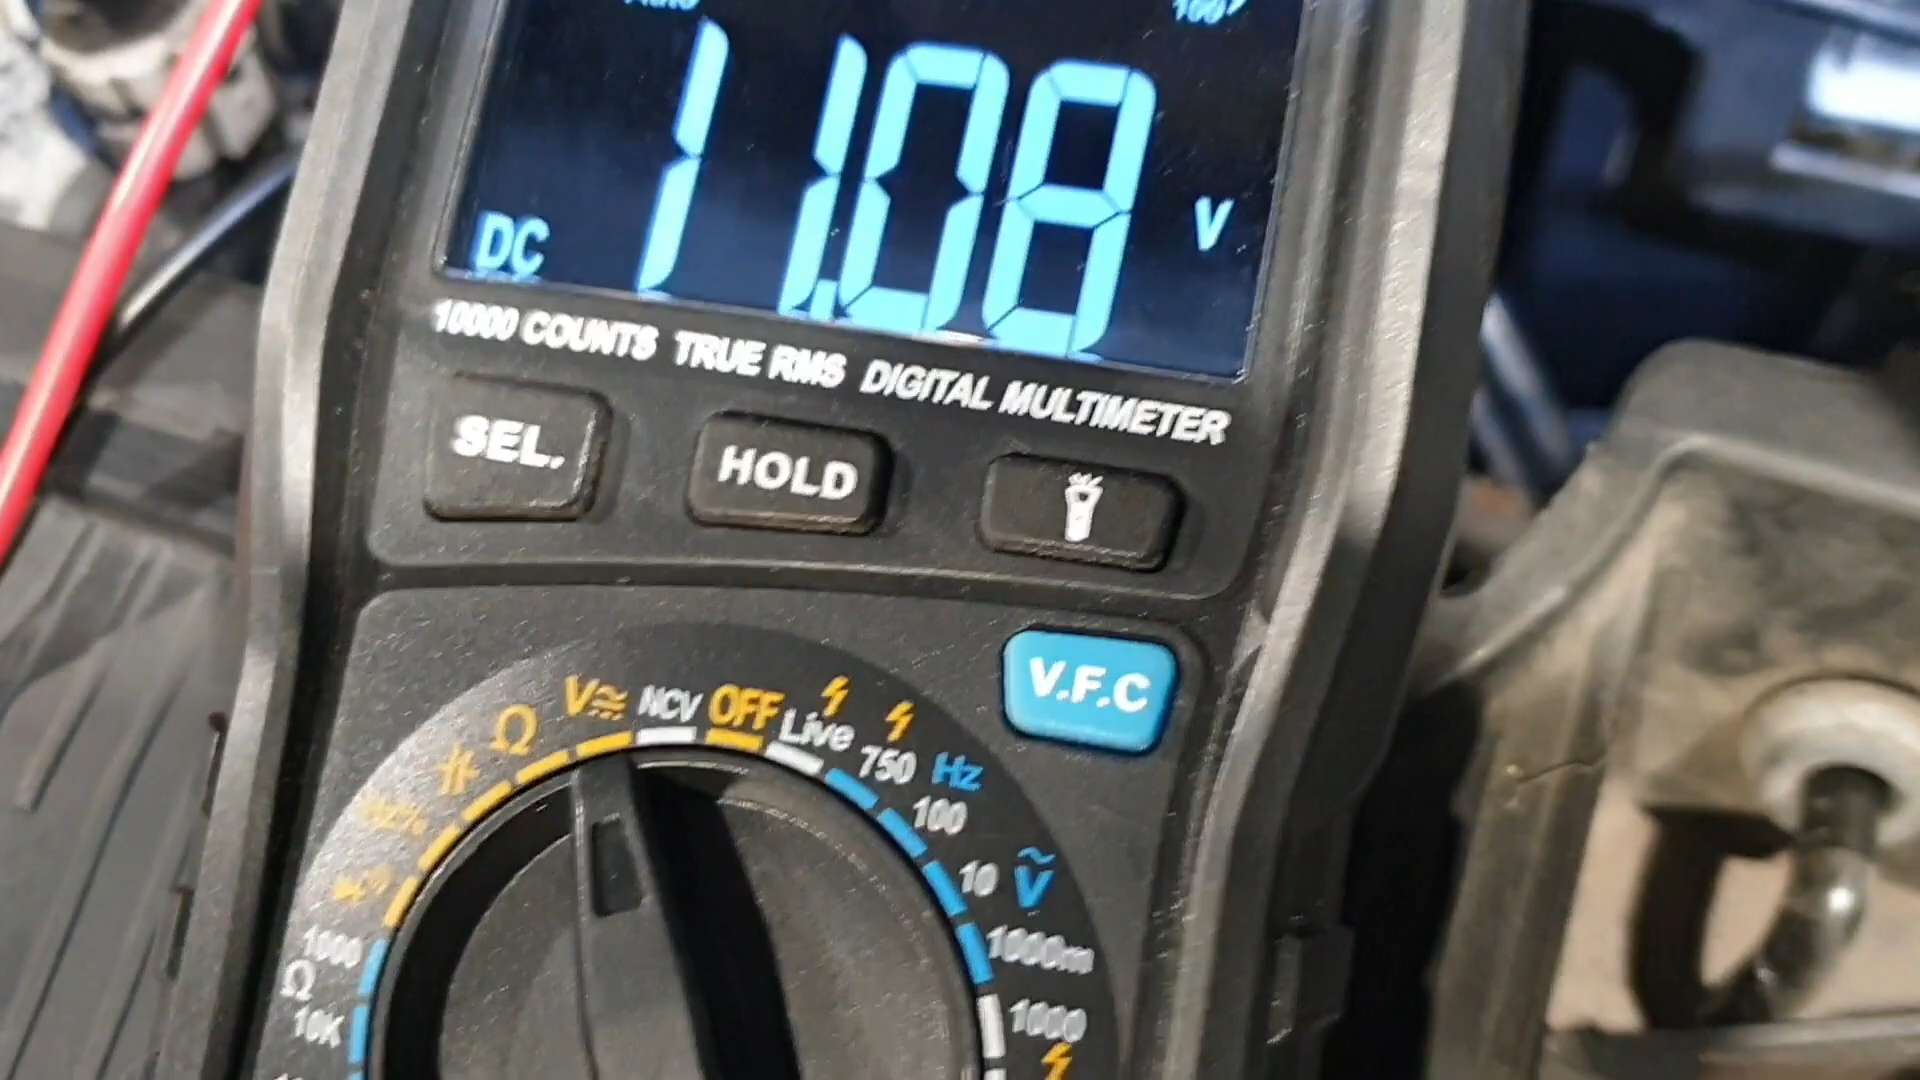 Auto
11.08
DC
V
10000 COUNTS TRUE RMS DIGITAL MULTIMETER
SEL.
HOLD
V.F.C
Ω V≂ NCV OFF Live 750 Hz
100
10 Ṽ
1000m
1000
Ω
10K
1000